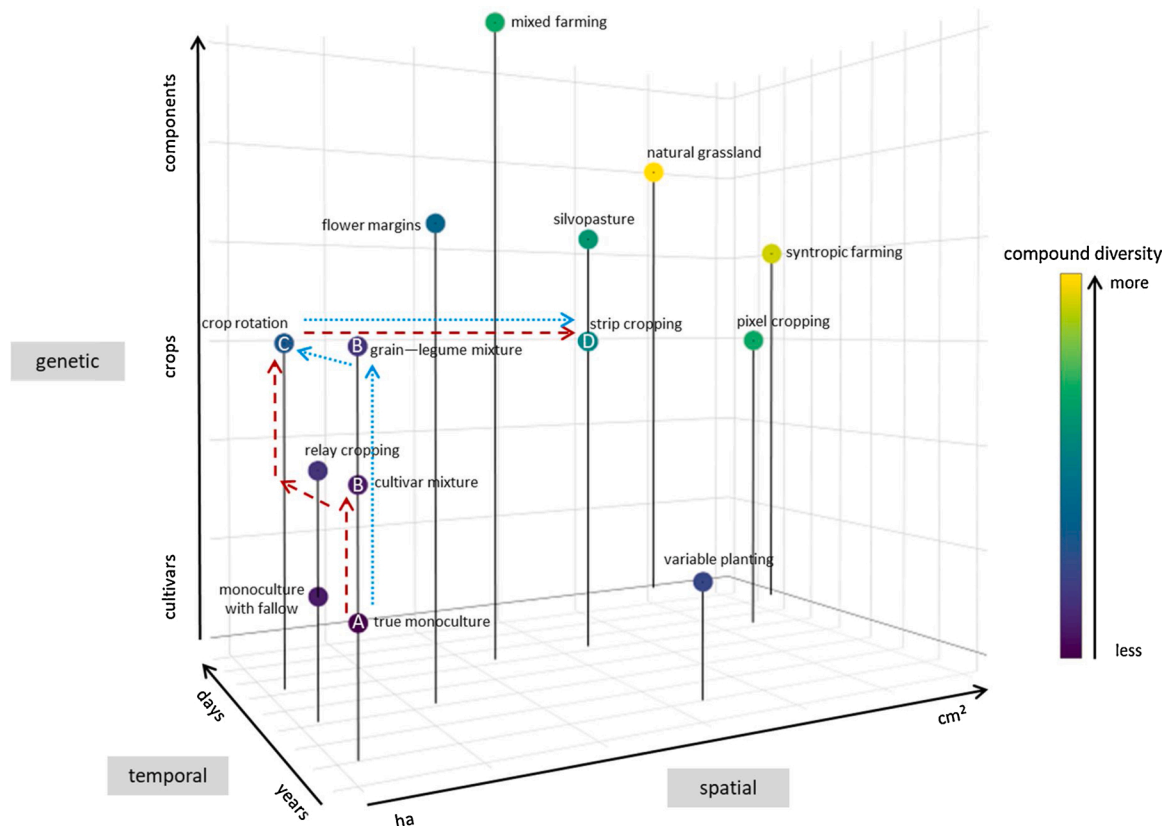 mixed farming
components
natural grassland
flower margins
silvopasture
syntropic farming
compound diversity
more
crop rotation
strip cropping
pixel cropping
C
B
grain—legume mixture
D
genetic
crops
relay cropping
B
cultivar mixture
cultivars
variable planting
monoculture
with fallow
A
true monoculture
less
days
cm²
temporal
years
spatial
ha